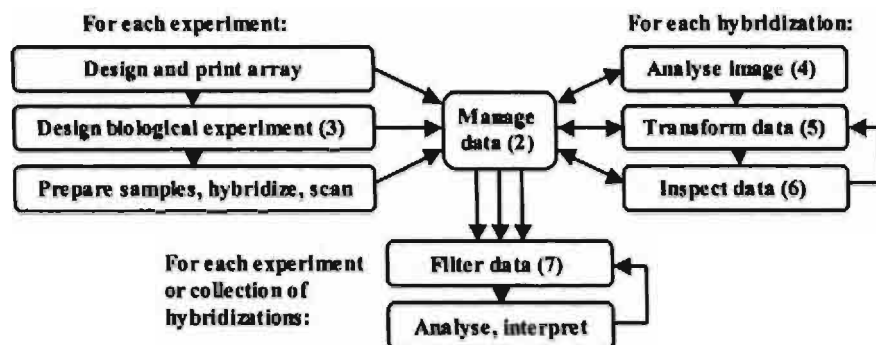 For each experiment:
Design and print array
Design biological experiment (3)
Prepare samples, hybridize, scan
Manage
data (2)
For each hybridization:
Analyse image (4)
Transform data (5)
Inspect data (6)
For each experiment
or collection of
hybridizations:
Filter data (7)
Analyse, interpret